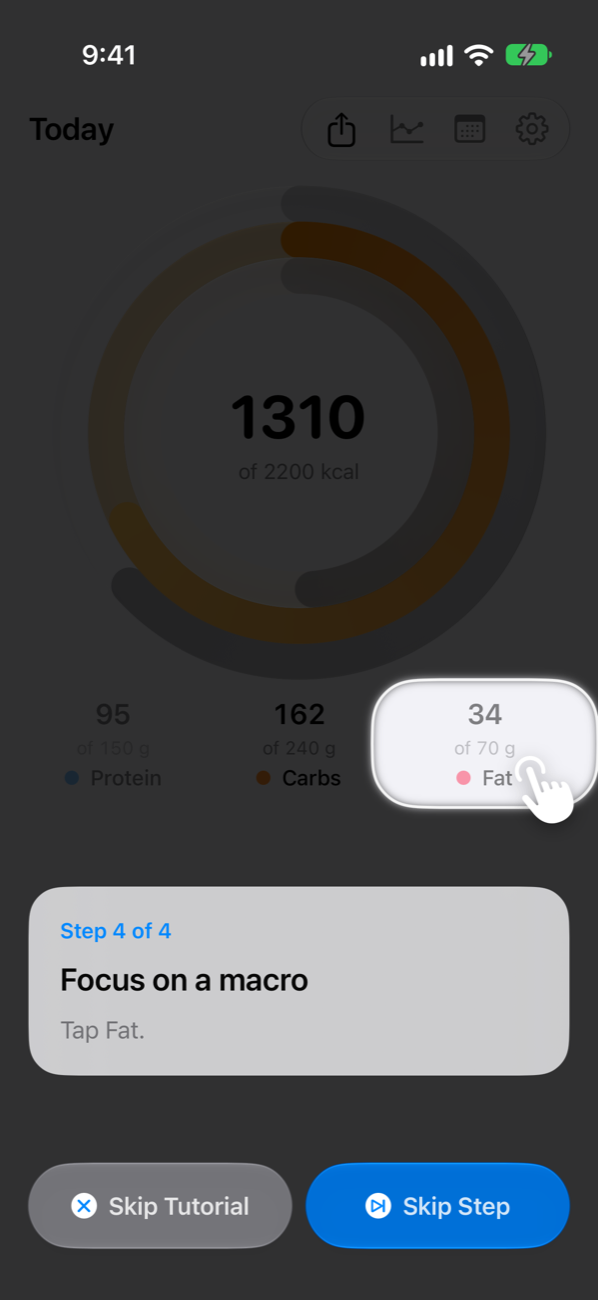 9:41
Today
1310
of 2200 kcal
95
of 150 g
Protein
162
of 240 g
Carbs
34
of 70 g
Fat
Step 4 of 4
Focus on a macro
Tap Fat.
Skip Tutorial
Skip Step